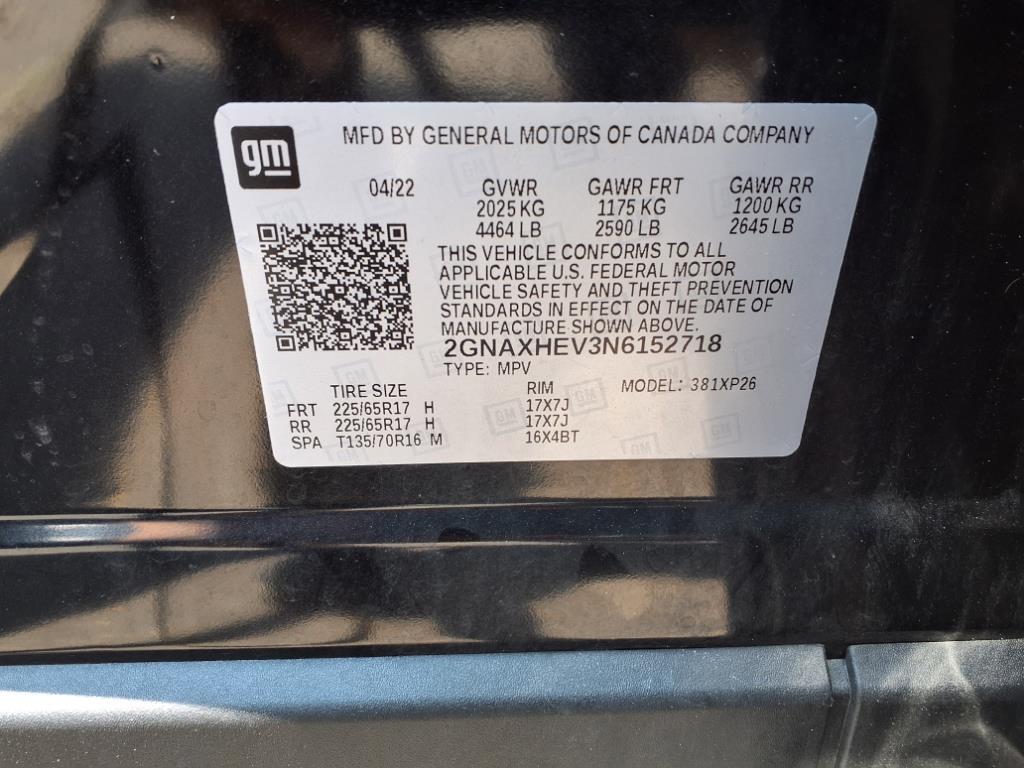 gm
MFD BY GENERAL MOTORS OF CANADA COMPANY
04/22 GVWR GAWR FRT GAWR RR
2025 KG 1175 KG 1200 KG
4464 LB 2590 LB 2645 LB
THIS VEHICLE CONFORMS TO ALL
APPLICABLE U.S. FEDERAL MOTOR
VEHICLE SAFETY AND THEFT PREVENTION
STANDARDS IN EFFECT ON THE DATE OF
MANUFACTURE SHOWN ABOVE.
2GNAXHEV3N6152718
TYPE: MPV
TIRE SIZE RIM MODEL: 381XP26
FRT 225/65R17 H 17X7J
RR 225/65R17 H 17X7J
SPA T135/70R16 M 16X4BT